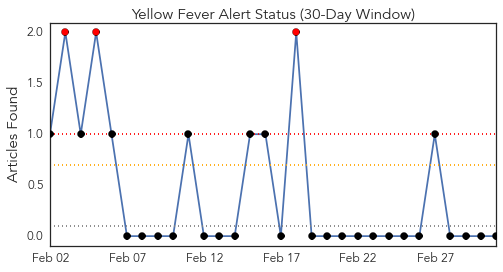 Yellow Fever Alert Status (30-Day Window)
Articles Found
2.0
1.5
1.0
0.5
0.0
Feb 02 Feb 07 Feb 12 Feb 17 Feb 22 Feb 27